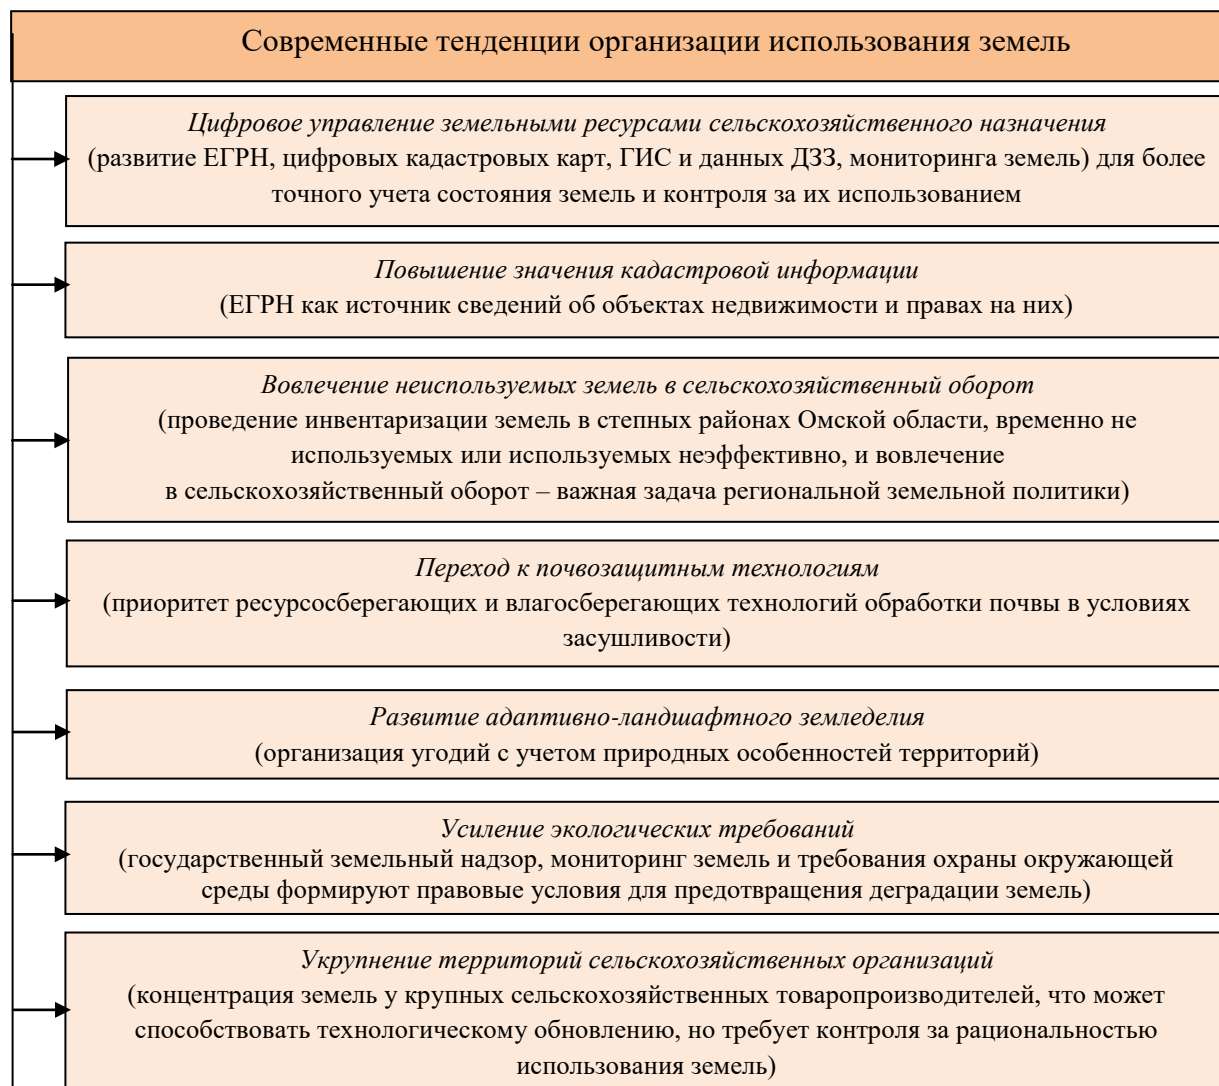 Современные тенденции организации использования земель
Цифровое управление земельными ресурсами сельскохозяйственного назначения
(развитие ЕГРН, цифровых кадастровых карт, ГИС и данных ДЗЗ, мониторинга земель) для более
точного учета состояния земель и контроля за их использованием
Повышение значения кадастровой информации
(ЕГРН как источник сведений об объектах недвижимости и правах на них)
Вовлечение неиспользуемых земель в сельскохозяйственный оборот
(проведение инвентаризации земель в степных районах Омской области, временно не
используемых или используемых неэффективно, и вовлечение
в сельскохозяйственный оборот – важная задача региональной земельной политики)
Переход к почвозащитным технологиям
(приоритет ресурсосберегающих и влагосберегающих технологий обработки почвы в условиях
засушливости)
Развитие адаптивно-ландшафтного земледелия
(организация угодий с учетом природных особенностей территорий)
Усиление экологических требований
(государственный земельный надзор, мониторинг земель и требования охраны окружающей
среды формируют правовые условия для предотвращения деградации земель)
Укрупнение территорий сельскохозяйственных организаций
(концентрация земель у крупных сельскохозяйственных товаропроизводителей, что может
способствовать технологическому обновлению, но требует контроля за рациональностью
использования земель)